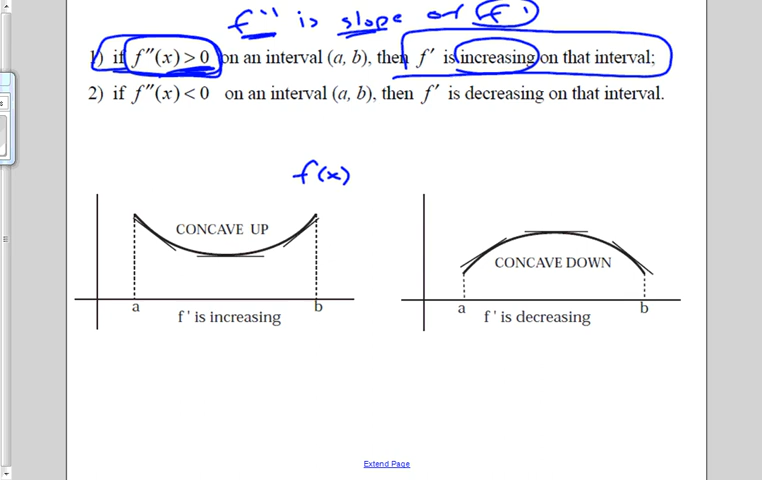 f'' is slope of f'
1) if f″(x) > 0 on an interval (a, b), then f′ is increasing on that interval;
2) if f″(x) < 0 on an interval (a, b), then f′ is decreasing on that interval.
f(x)
CONCAVE UP
a
b
f ' is increasing
CONCAVE DOWN
a
b
f ' is decreasing
Extend Page